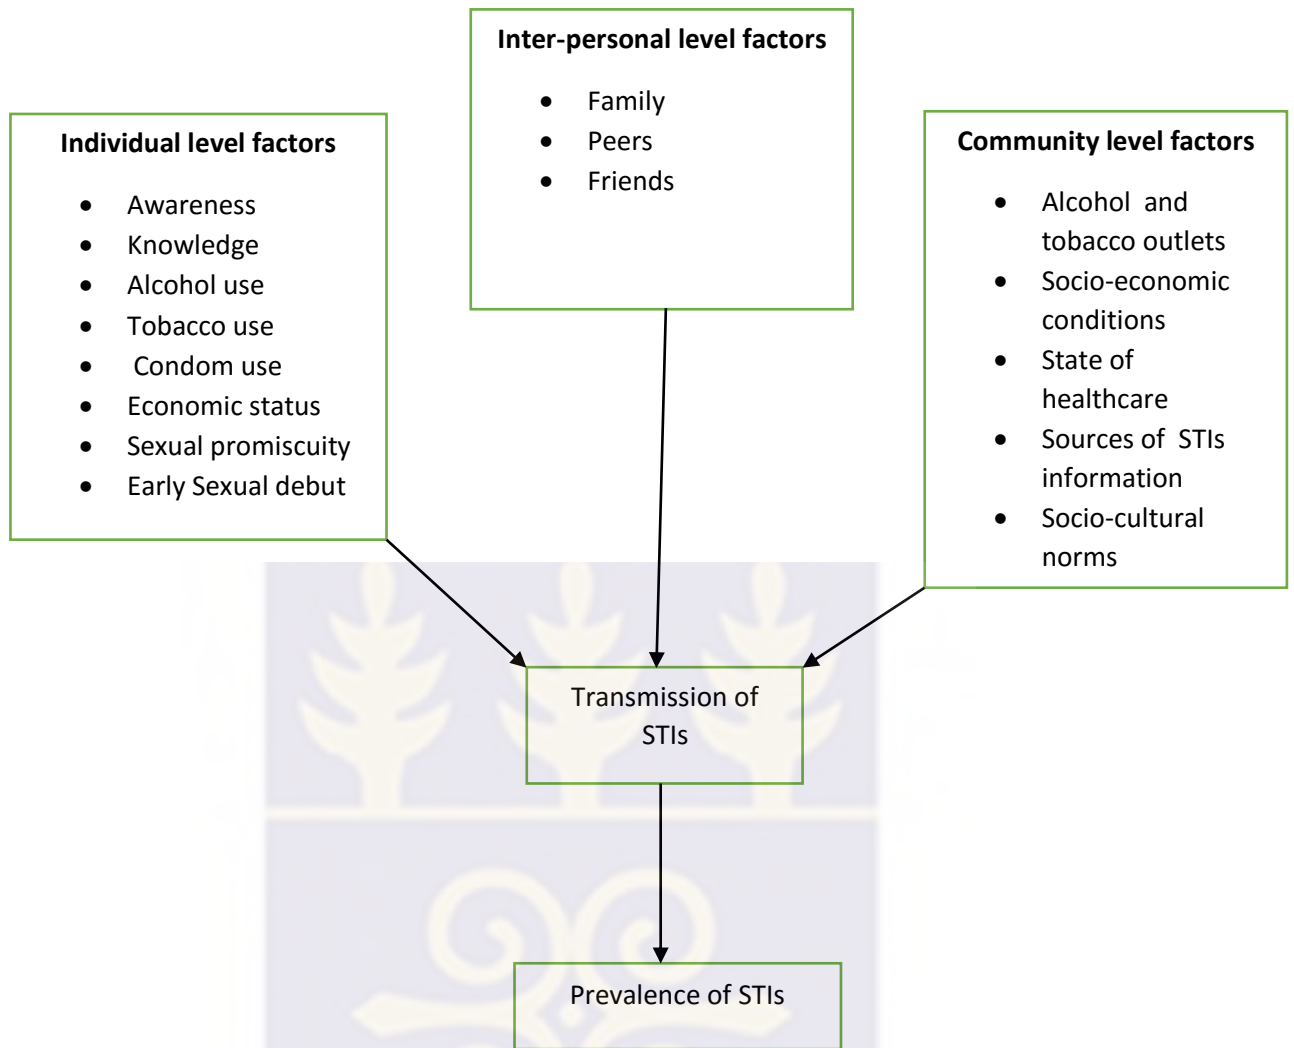 Individual level factors
• Awareness
• Knowledge
• Alcohol use
• Tobacco use
• Condom use
• Economic status
• Sexual promiscuity
• Early Sexual debut
Inter-personal level factors
• Family
• Peers
• Friends
Community level factors
• Alcohol and
tobacco outlets
• Socio-economic
conditions
• State of
healthcare
• Sources of STIs
information
• Socio-cultural
norms
Transmission of
STIs
Prevalence of STIs